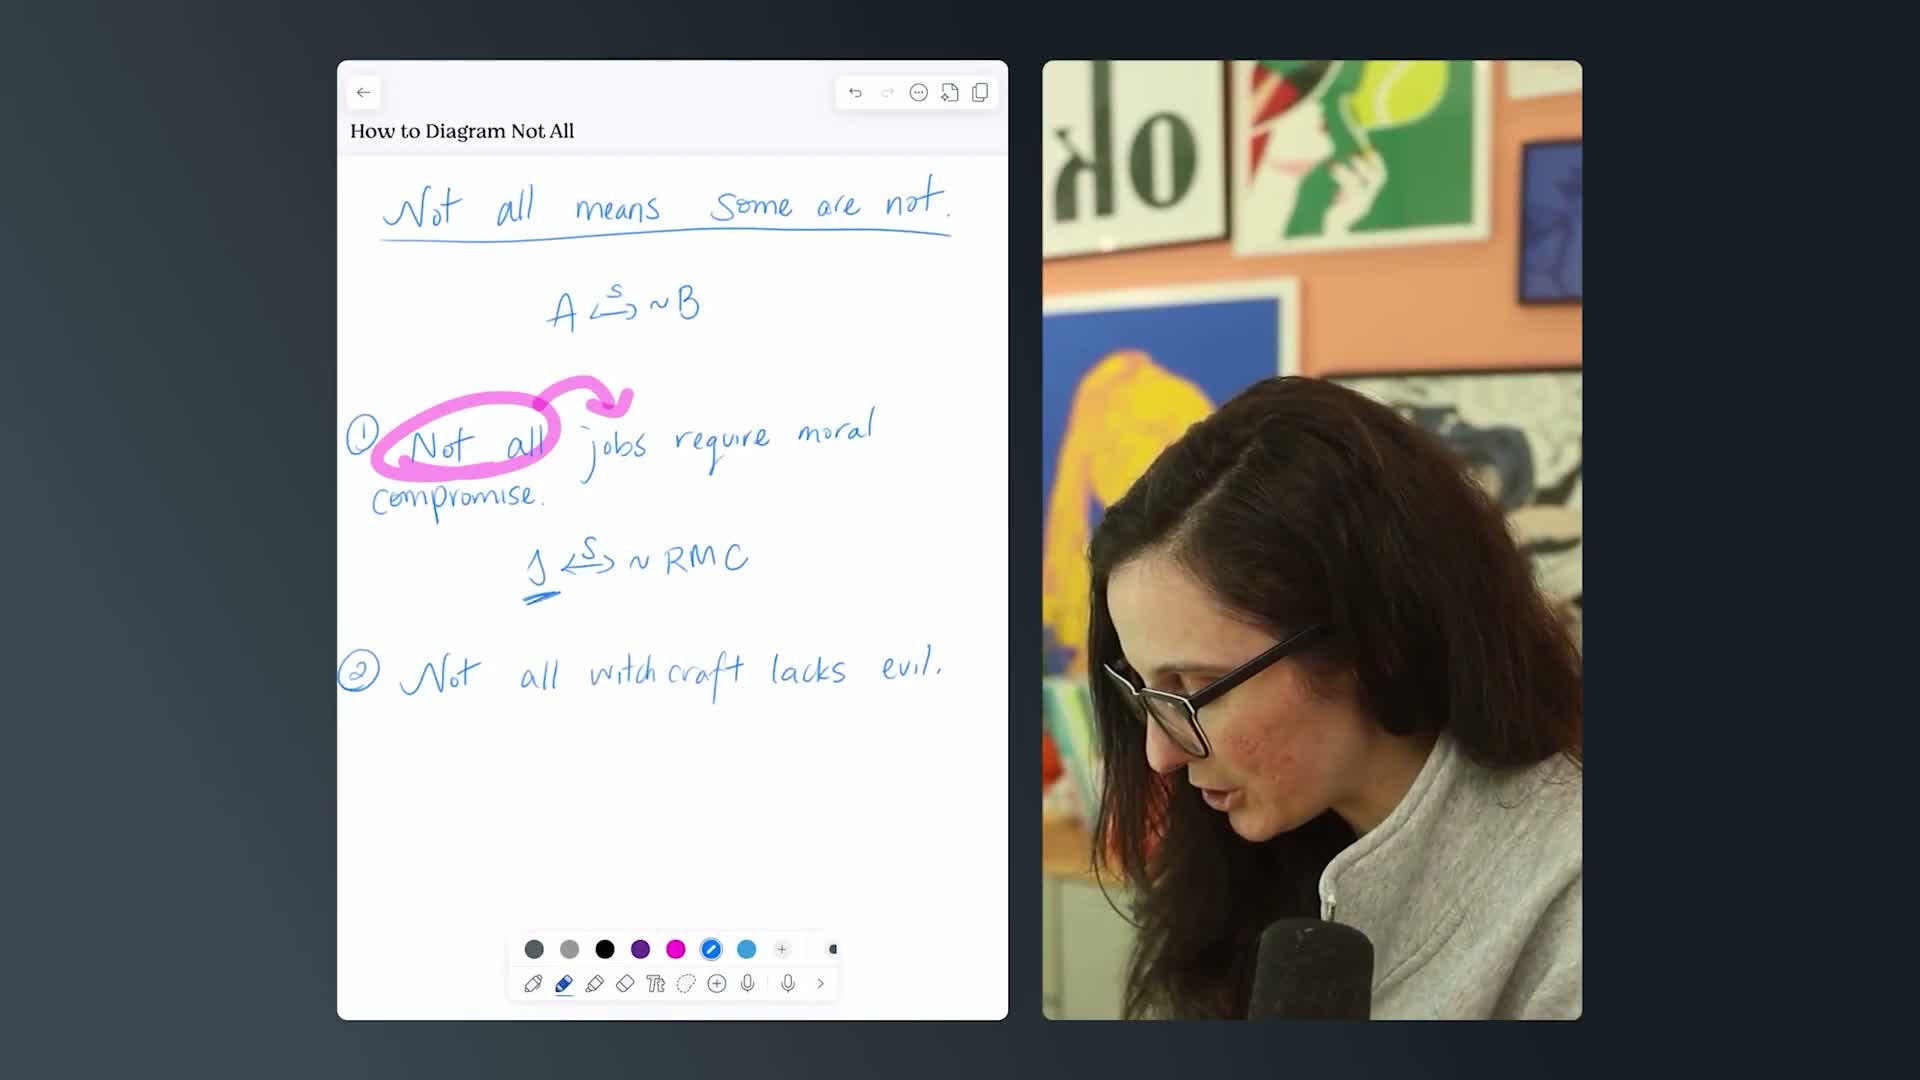 How to Diagram Not All
Not all means some are not.
A ↔ˢ ~B
① Not all jobs require moral
compromise.
J ↔ˢ ~RMC
② Not all witchcraft lacks evil.
Tt
ok